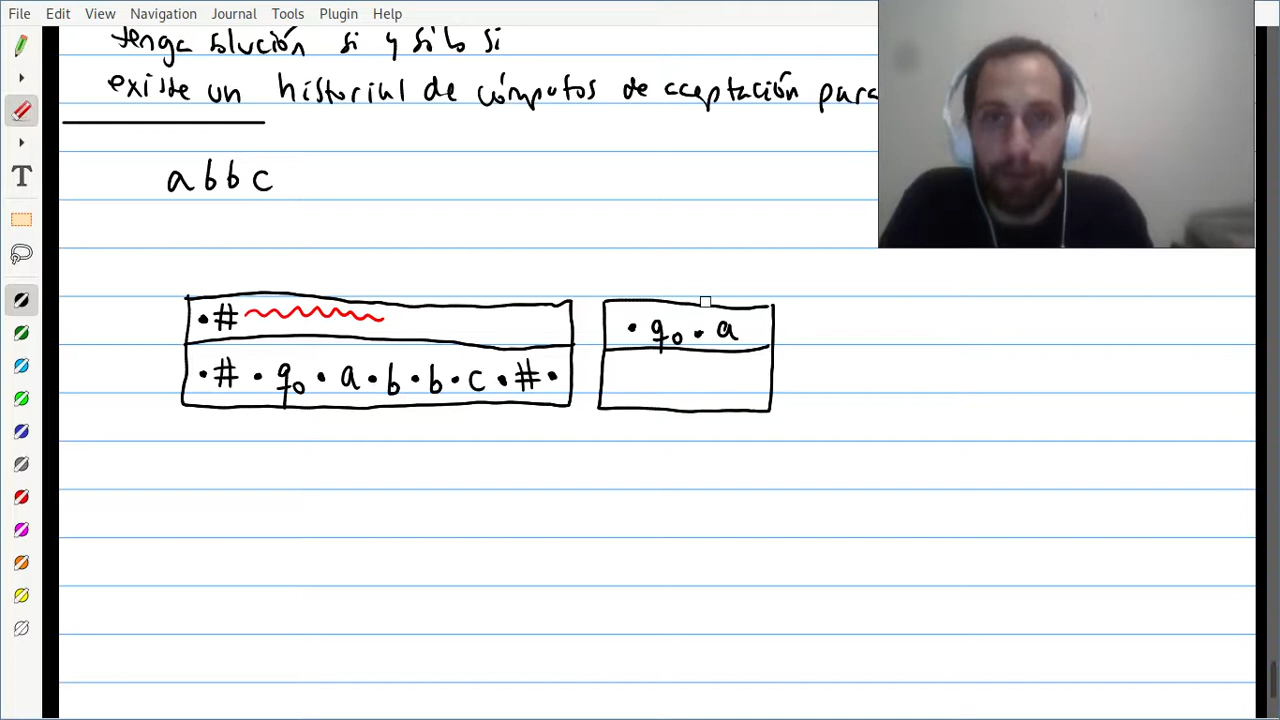 File Edit View Navigation Journal Tools Plugin Help
tenga solución si y sólo si
existe un historial de cómputos de aceptación para
a b b c
•# • q0 • a
•# • q0 • a • b • b • c • # •
T